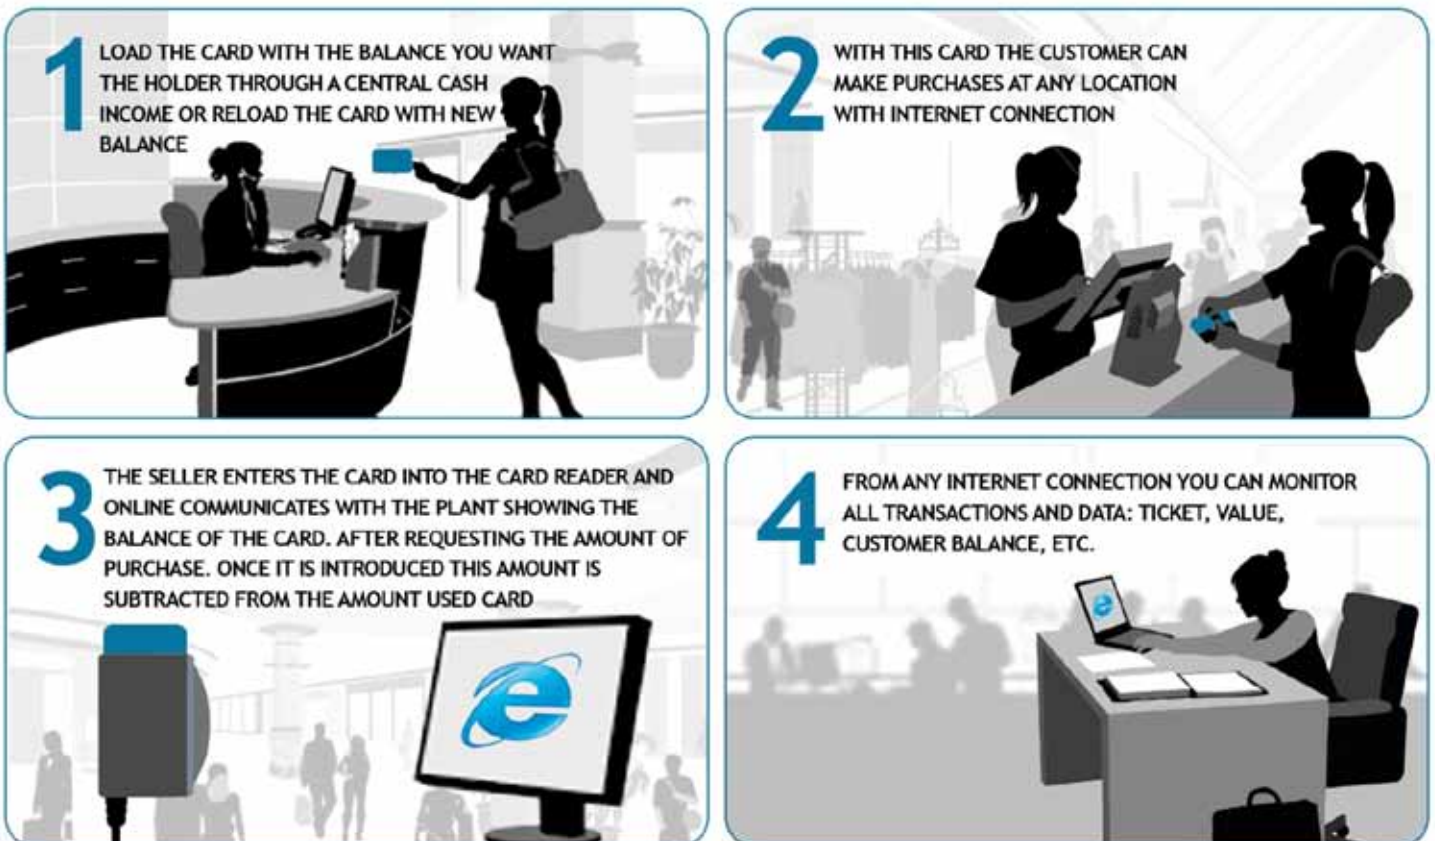 1
LOAD THE CARD WITH THE BALANCE YOU WANT
THE HOLDER THROUGH A CENTRAL CASH
INCOME OR RELOAD THE CARD WITH NEW
BALANCE
2
WITH THIS CARD THE CUSTOMER CAN
MAKE PURCHASES AT ANY LOCATION
WITH INTERNET CONNECTION
3
THE SELLER ENTERS THE CARD INTO THE CARD READER AND
ONLINE COMMUNICATES WITH THE PLANT SHOWING THE
BALANCE OF THE CARD. AFTER REQUESTING THE AMOUNT OF
PURCHASE. ONCE IT IS INTRODUCED THIS AMOUNT IS
SUBTRACTED FROM THE AMOUNT USED CARD
4
FROM ANY INTERNET CONNECTION YOU CAN MONITOR
ALL TRANSACTIONS AND DATA: TICKET, VALUE,
CUSTOMER BALANCE, ETC.